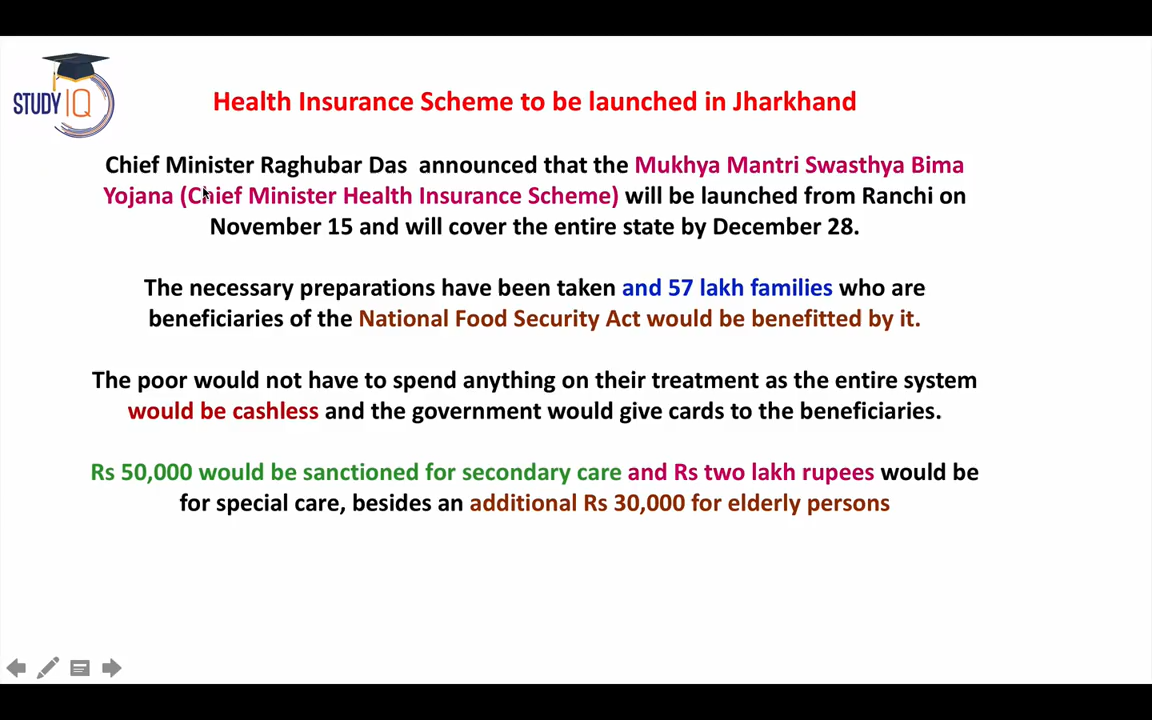 STUDY IQ
Health Insurance Scheme to be launched in Jharkhand
Chief Minister Raghubar Das announced that the Mukhya Mantri Swasthya Bima
Yojana (Chief Minister Health Insurance Scheme) will be launched from Ranchi on
November 15 and will cover the entire state by December 28.
The necessary preparations have been taken and 57 lakh families who are
beneficiaries of the National Food Security Act would be benefitted by it.
The poor would not have to spend anything on their treatment as the entire system
would be cashless and the government would give cards to the beneficiaries.
Rs 50,000 would be sanctioned for secondary care and Rs two lakh rupees would be
for special care, besides an additional Rs 30,000 for elderly persons